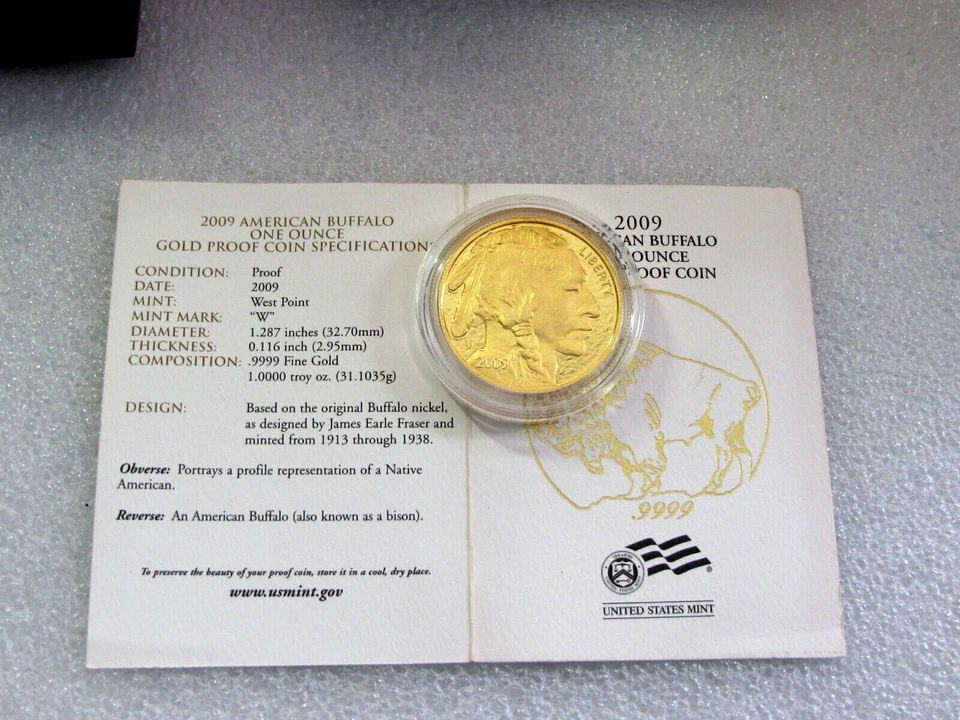 2009 AMERICAN BUFFALO
ONE OUNCE
GOLD PROOF COIN SPECIFICATION
CONDITION: Proof
DATE: 2009
MINT: West Point
MINT MARK: “W”
DIAMETER: 1.287 inches (32.70mm)
THICKNESS: 0.116 inch (2.95mm)
COMPOSITION: .9999 Fine Gold
1.0000 troy oz. (31.1035g)
DESIGN: Based on the original Buffalo nickel,
as designed by James Earle Fraser and
minted from 1913 through 1938.
Obverse: Portrays a profile representation of a Native
American.
Reverse: An American Buffalo (also known as a bison).
To preserve the beauty of your proof coin, store it in a cool, dry place.
www.usmint.gov
LIBERTY
2009
2009
CAN BUFFALO
OUNCE
OOF COIN
.9999
UNITED STATES MINT